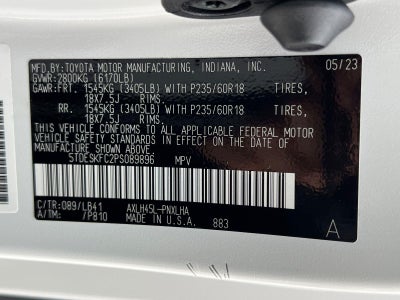 MFD.BY:TOYOTA MOTOR MANUFACTURING, INDIANA, INC. 05/23
GVWR:2800KG (6170LB)
GAWR:FRT. 1545KG (3405LB) WITH P235/60R18 TIRES,
18X7.5J RIMS.
RR. 1545KG (3405LB) WITH P235/60R18 TIRES,
18X7.5J RIMS.
THIS VEHICLE CONFORMS TO ALL APPLICABLE FEDERAL MOTOR
VEHICLE SAFETY STANDARDS IN EFFECT ON THE DATE OF
MANUFACTURE SHOWN ABOVE.
5TDESKFC2PS089896 MPV
C/TR:089/LB41 AXLH45L-PNXLHA
A/TM: /P810 MADE IN U.S.A. 883 A